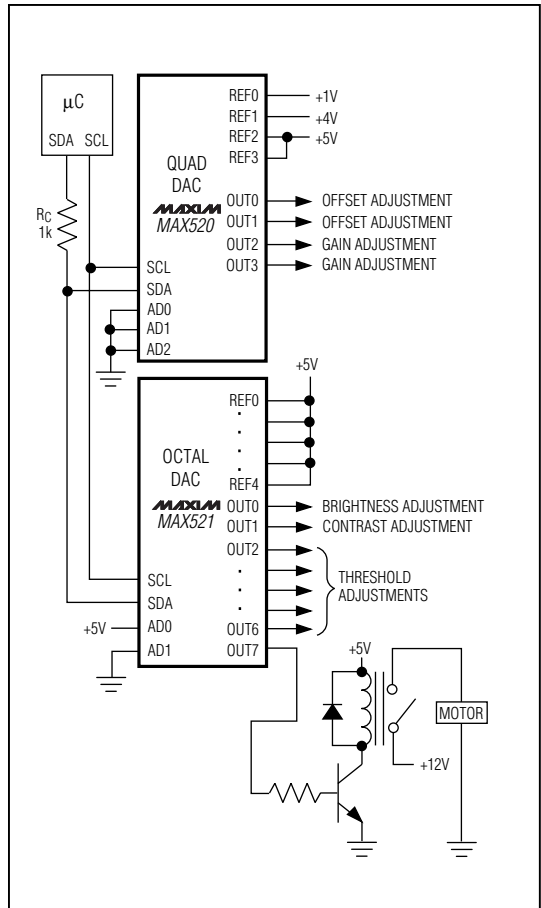 μC
SDA SCL
RC
1k
QUAD
DAC
MAXIM
MAX520
REF0
REF1
REF2
REF3
+1V
+4V
+5V
OUT0
OUT1
OUT2
OUT3
OFFSET ADJUSTMENT
OFFSET ADJUSTMENT
GAIN ADJUSTMENT
GAIN ADJUSTMENT
SCL
SDA
AD0
AD1
AD2
+5V
OCTAL
DAC
MAXIM
MAX521
REF0
REF4
OUT0
OUT1
OUT2
OUT6
OUT7
BRIGHTNESS ADJUSTMENT
CONTRAST ADJUSTMENT
THRESHOLD
ADJUSTMENTS
SCL
SDA
+5V
AD0
AD1
+5V
MOTOR
+12V